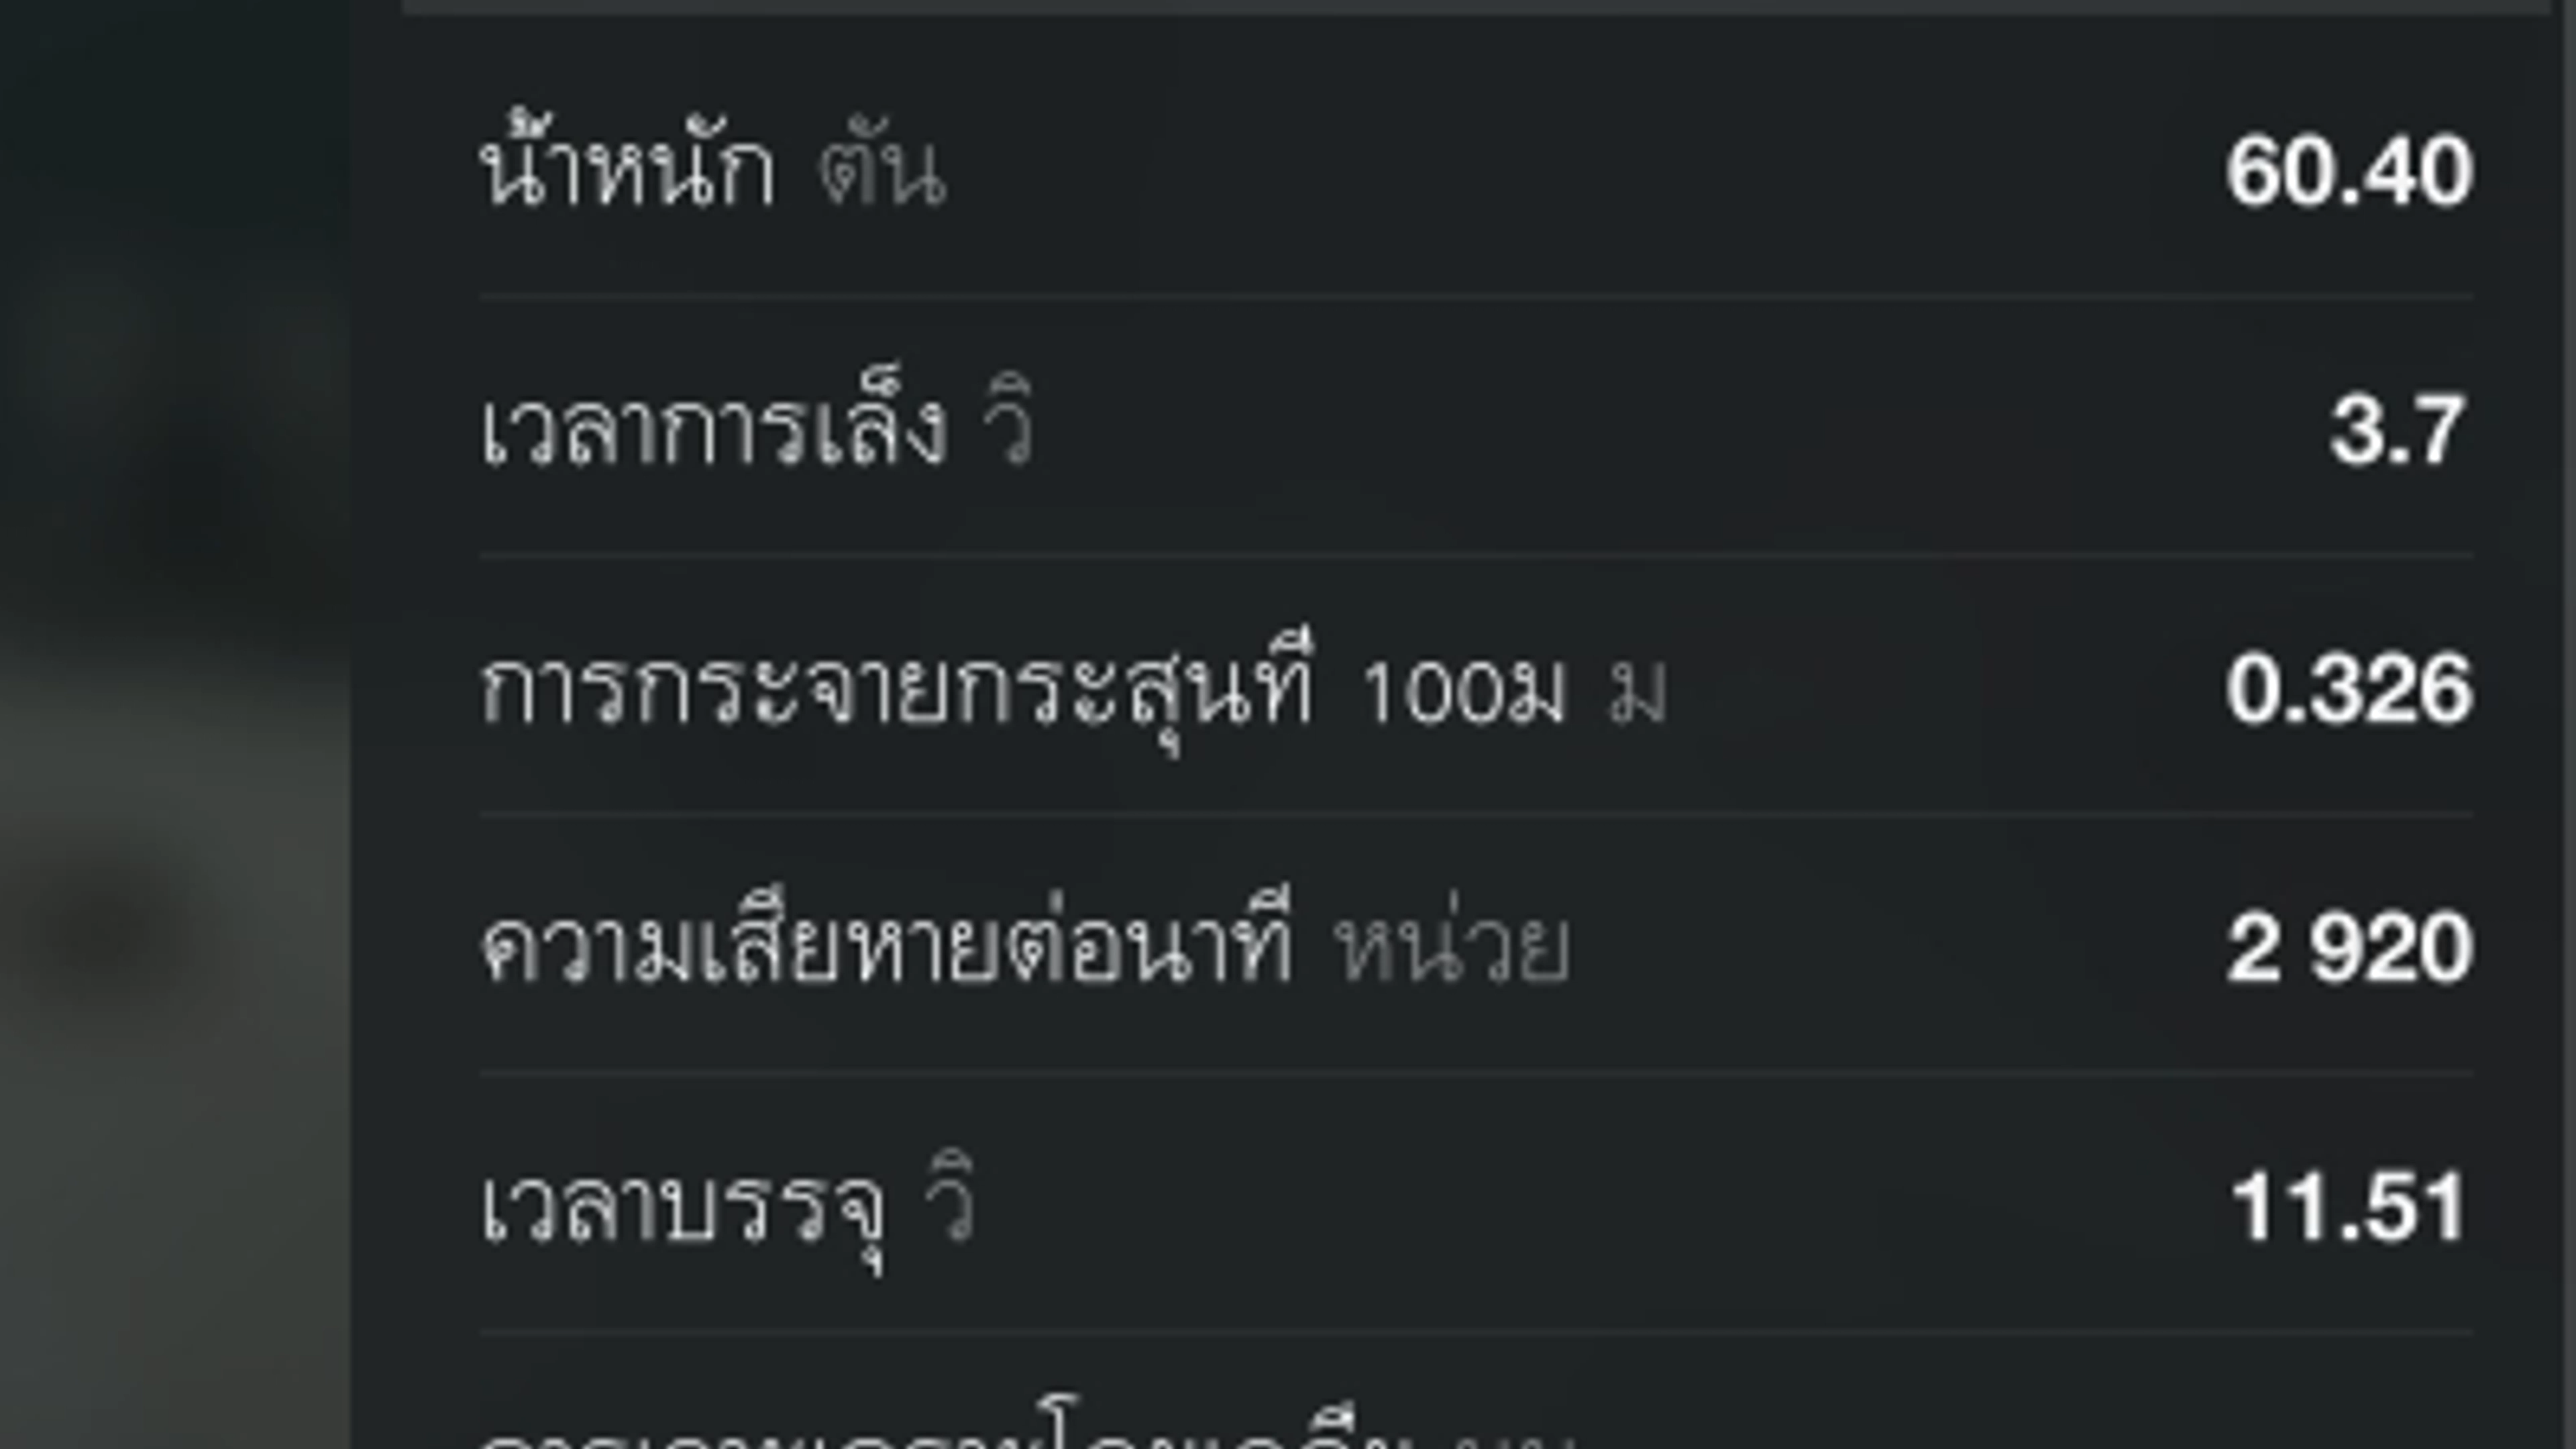 น้ำหนัก ตัน 60.40
เวลาการเล็ง วิ 3.7
การกระจายกระสุนที่ 100ม ม 0.326
ความเสียหายต่อนาที หน่วย 2 920
เวลาบรรจุ วิ 11.51